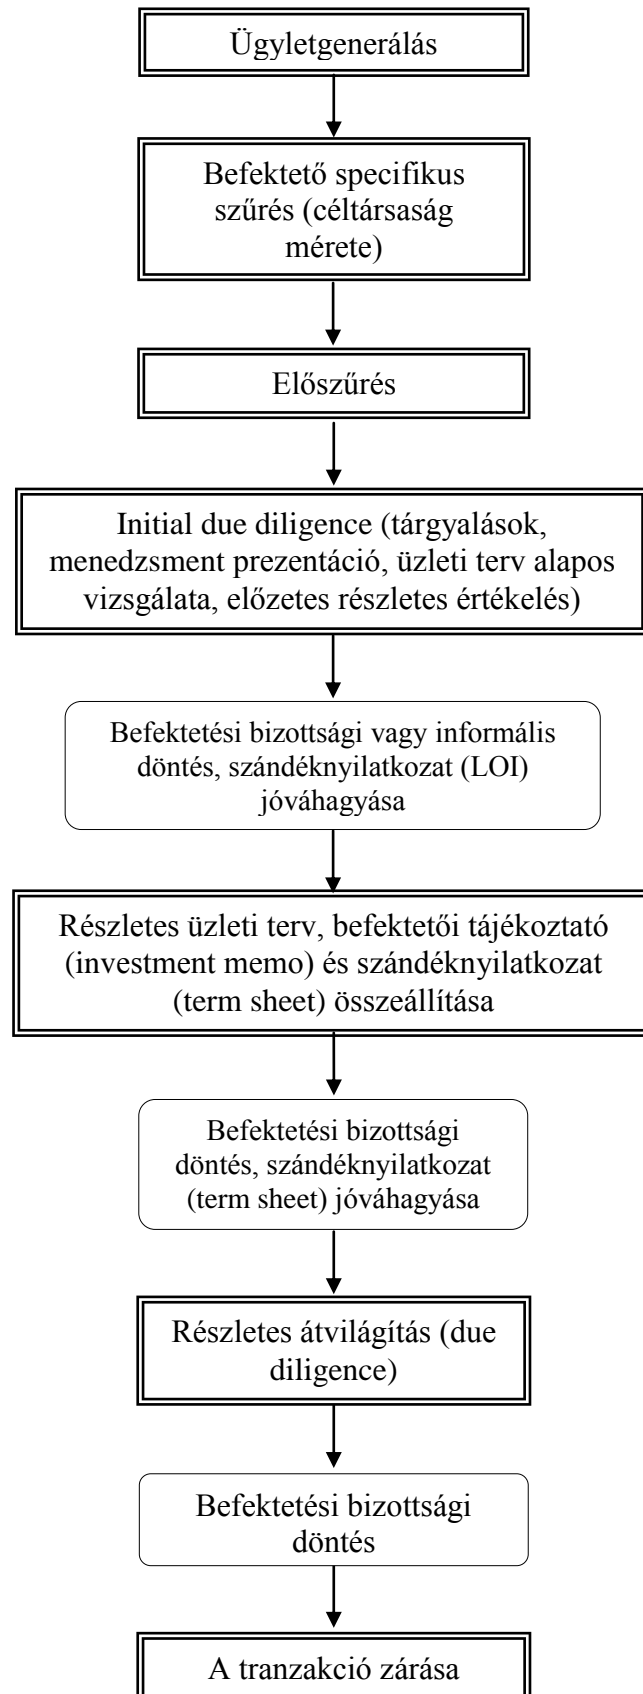 Ügyletgenerálás
Befektető specifikus
szűrés (céltársaság
mérete)
Előszűrés
Initial due diligence (tárgyalások,
menedzsment prezentáció, üzleti terv alapos
vizsgálata, előzetes részletes értékelés)
Befektetési bizottsági vagy informális
döntés, szándéknyilatkozat (LOI)
jóváhagyása
Részletes üzleti terv, befektetői tájékoztató
(investment memo) és szándéknyilatkozat
(term sheet) összeállítása
Befektetési bizottsági
döntés, szándéknyilatkozat
(term sheet) jóváhagyása
Részletes átvilágítás (due
diligence)
Befektetési bizottsági
döntés
A tranzakció zárása